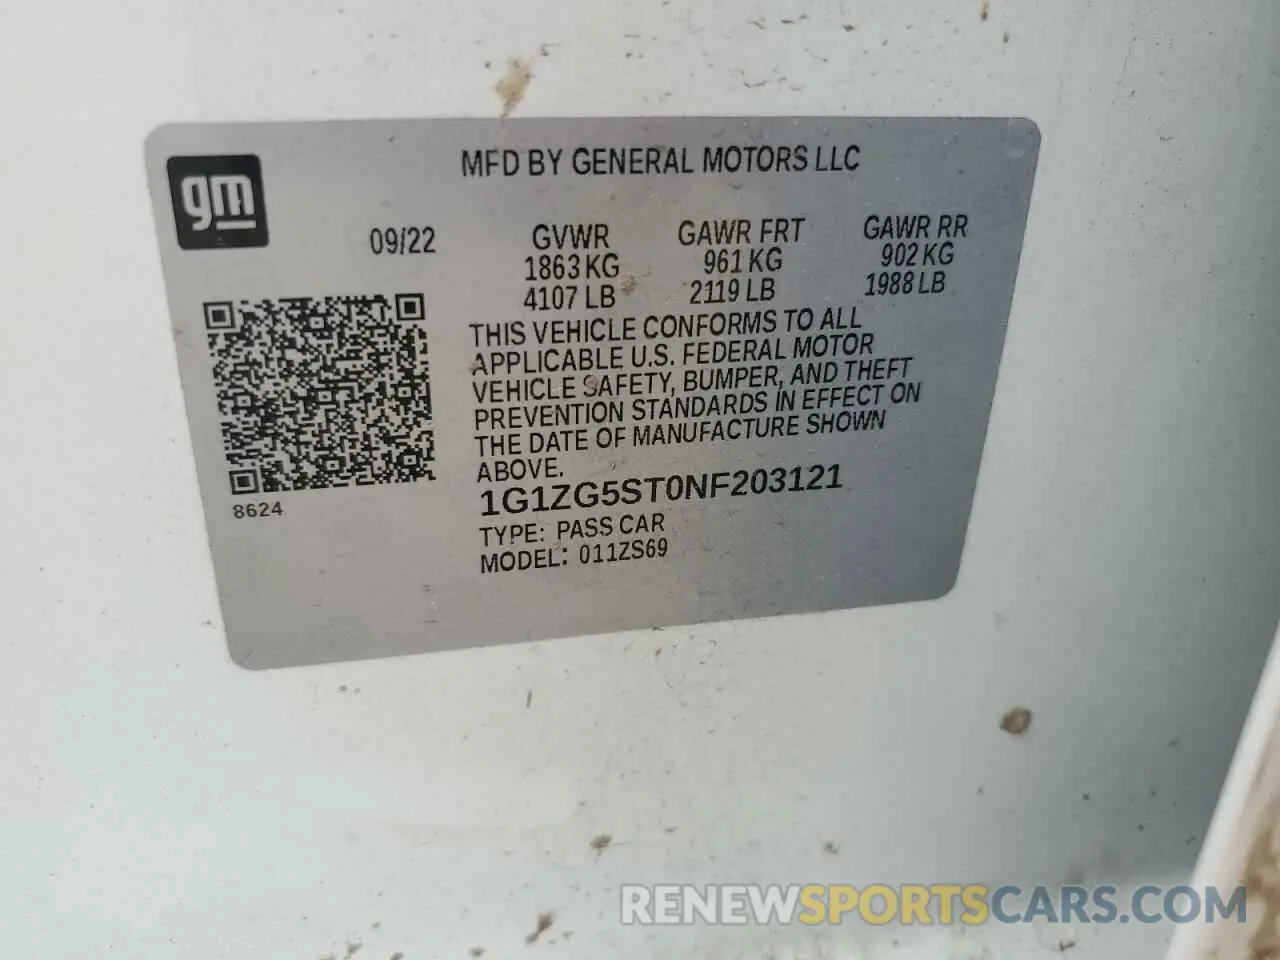 MFD BY GENERAL MOTORS LLC
gm
09/22 GVWR GAWR FRT GAWR RR
1863 KG 961 KG 902 KG
4107 LB 2119 LB 1988 LB
THIS VEHICLE CONFORMS TO ALL
APPLICABLE U.S. FEDERAL MOTOR
VEHICLE SAFETY, BUMPER, AND THEFT
PREVENTION STANDARDS IN EFFECT ON
THE DATE OF MANUFACTURE SHOWN
ABOVE.
8624
1G1ZG5ST0NF203121
TYPE: PASS CAR
MODEL: 011ZS69
RENEWSPORTSCARS.COM